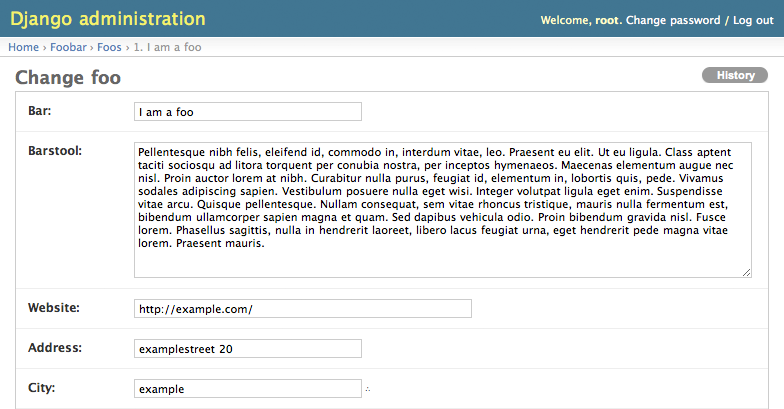 Django administration
Welcome, root. Change password / Log out
Home › Foobar › Foos › 1. I am a foo
Change foo
History
Bar:
I am a foo
Barstool:
Pellentesque nibh felis, eleifend id, commodo in, interdum vitae, leo. Praesent eu elit. Ut eu ligula. Class aptent
taciti sociosqu ad litora torquent per conubia nostra, per inceptos hymenaeos. Maecenas elementum augue nec
nisl. Proin auctor lorem at nibh. Curabitur nulla purus, feugiat id, elementum in, lobortis quis, pede. Vivamus
sodales adipiscing sapien. Vestibulum posuere nulla eget wisi. Integer volutpat ligula eget enim. Suspendisse
vitae arcu. Quisque pellentesque. Nullam consequat, sem vitae rhoncus tristique, mauris nulla fermentum est,
bibendum ullamcorper sapien magna et quam. Sed dapibus vehicula odio. Proin bibendum gravida nisl. Fusce
lorem. Phasellus sagittis, nulla in hendrerit laoreet, libero lacus feugiat urna, eget hendrerit pede magna vitae
lorem. Praesent mauris.
Website:
http://example.com/
Address:
examplestreet 20
City:
example